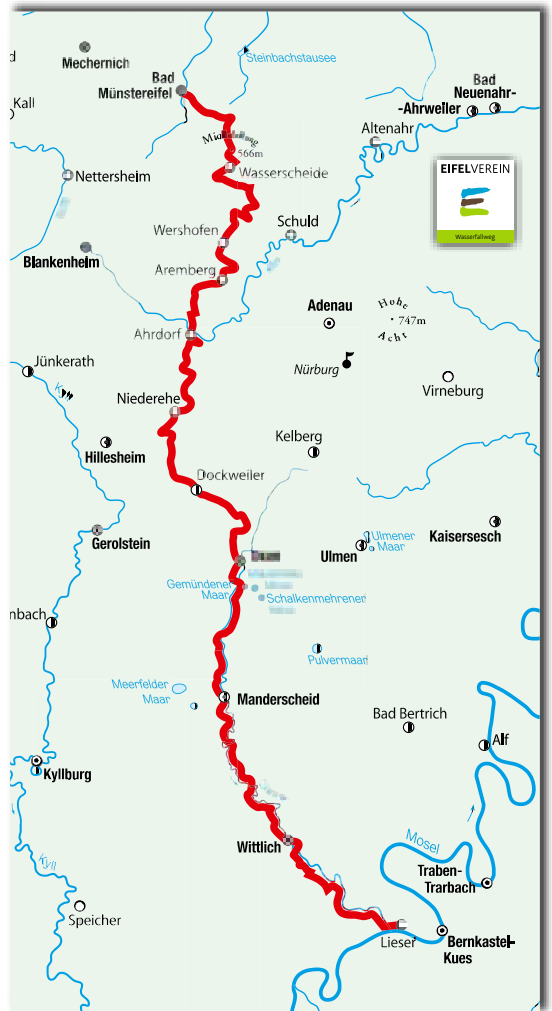 Mechernich
Steinbachstausee
Bad
Münstereifel
Bad
Neuenahr-
-Ahrweiler
Kall
Altenahr
566m
Wasserscheide
Nettersheim
EIFELVEREIN
Wasserfallweg
Schuld
Wershofen
Blankenheim
Aremberg
Adenau
Hohe
747m
Acht
Ahrdorf
Jünkerath
Nürburg
Virneburg
Niederehe
Kelberg
Hillesheim
Dockweiler
Gerolstein
Ulmen
Ulmener
Maar
Kaisersesch
Gemündener
Maar
Schalkenmehrener
nbach
Pulvermaar
Meerfelder
Maar
Manderscheid
Bad Bertrich
Alf
Kyllburg
Wittlich
Mosel
Kyll
Traben-
Trarbach
Speicher
Lieser
Bernkastel-
Kues